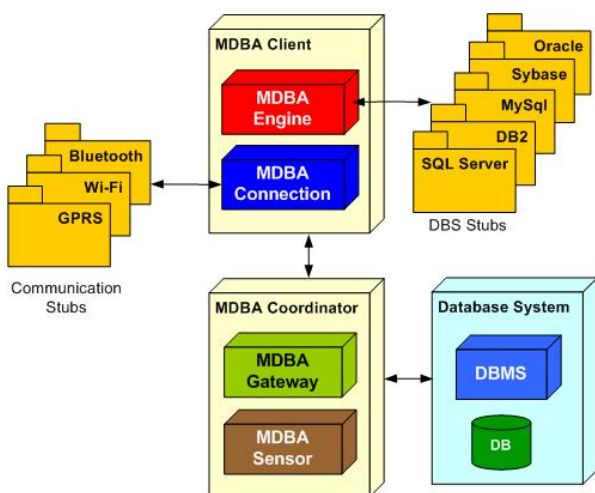 MDBA Client
MDBA
Engine
MDBA
Connection
Oracle
Sybase
MySql
DB2
SQL Server
DBS Stubs
Bluetooth
Wi-Fi
GPRS
Communication
Stubs
MDBA Coordinator
MDBA
Gateway
MDBA
Sensor
Database System
DBMS
DB